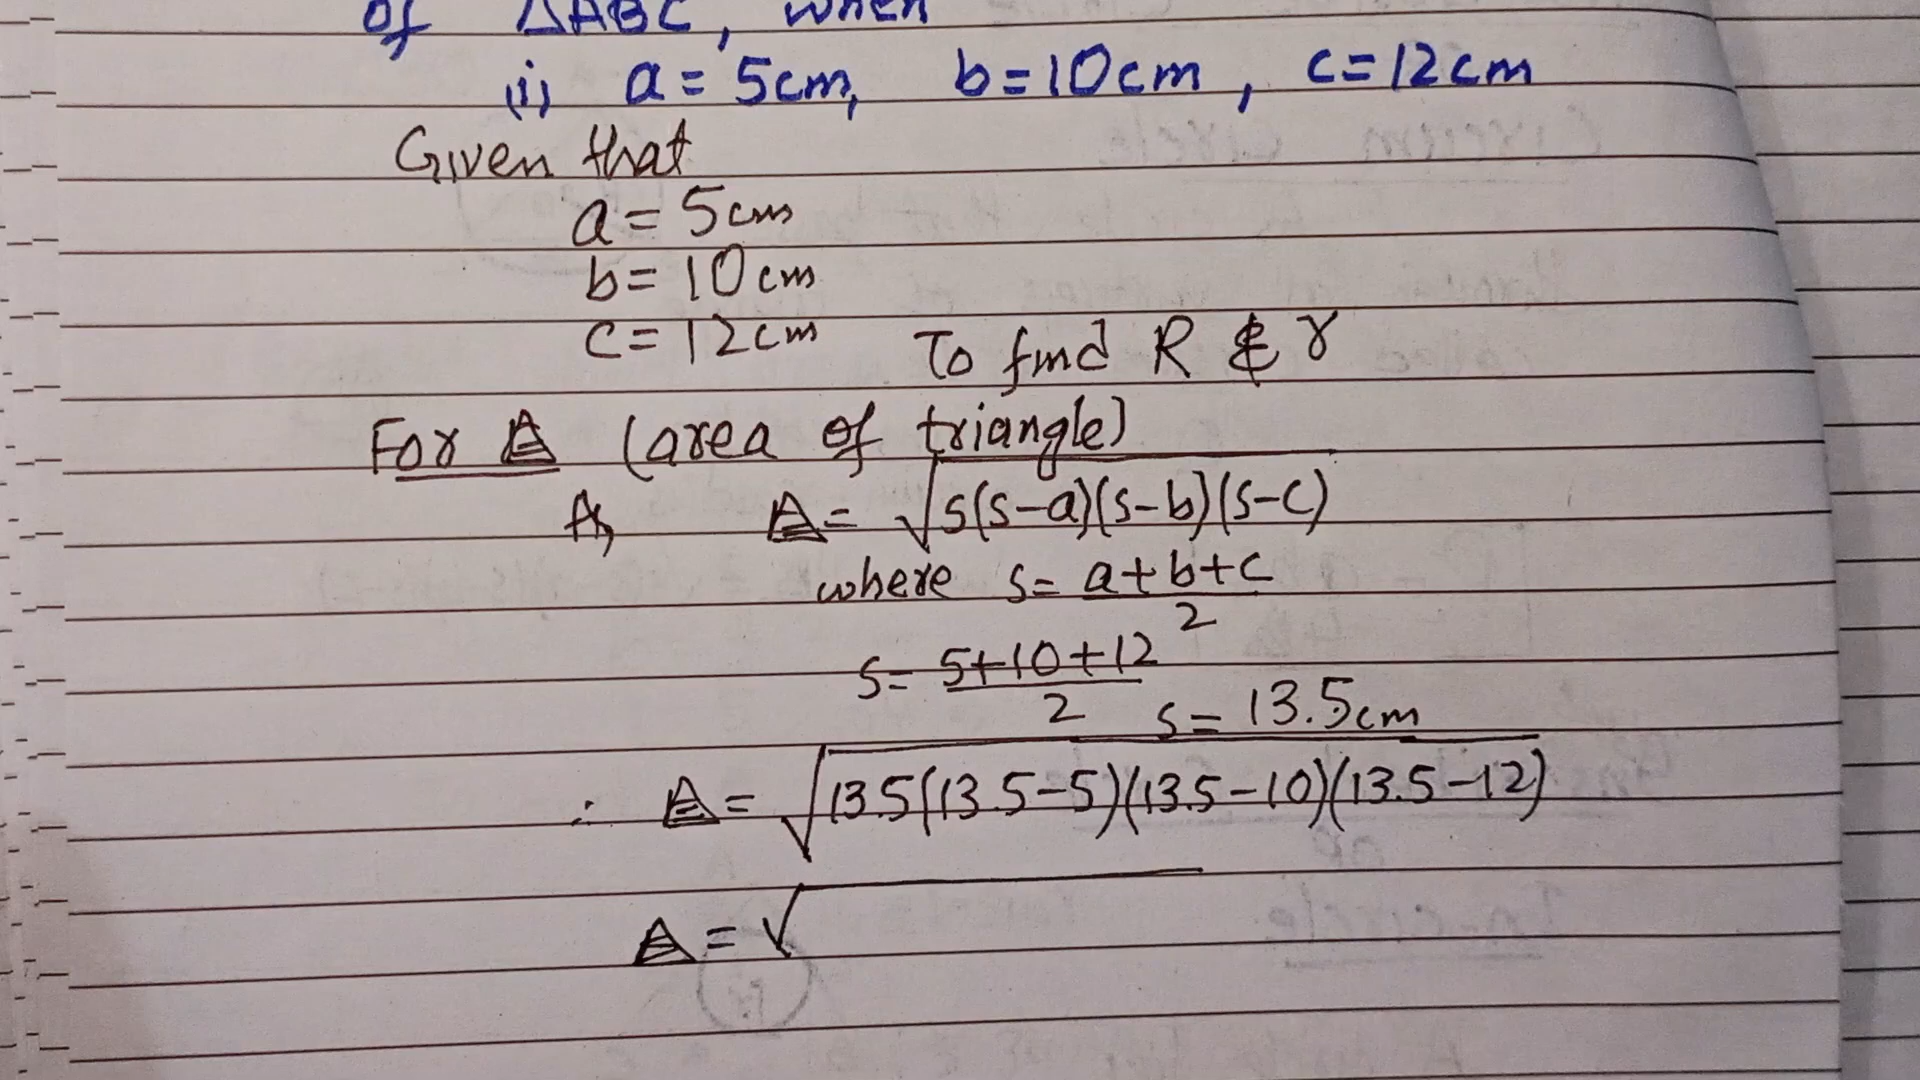 of ΔABC, when
(i) a = 5cm, b = 10cm, c = 12cm
Given that
a = 5cm
b = 10cm
c = 12cm To find R & r
For Δ (area of triangle)
As, Δ = √s(s-a)(s-b)(s-c)
where s = a+b+c/2
s = 5+10+12/2 s = 13.5cm
∴ Δ = √13.5(13.5-5)(13.5-10)(13.5-12)
Δ = √